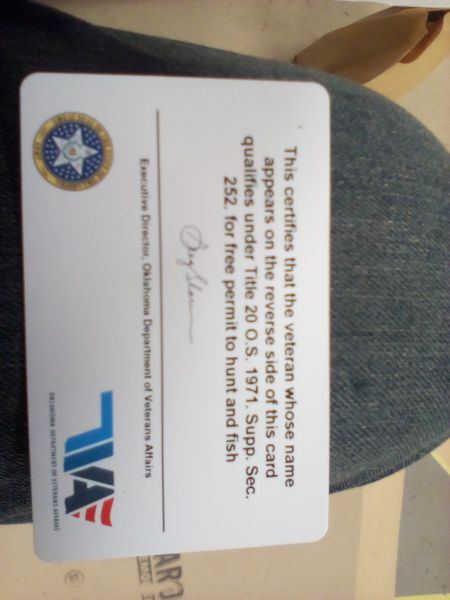 This certifies that the veteran whose name
appears on the reverse side of this card
qualifies under Title 20 O.S. 1971. Supp. Sec.
252. for free permit to hunt and fish
Executive Director, Oklahoma Department of Veterans Affairs
OKLAHOMA DEPARTMENT OF VETERANS AFFAIRS